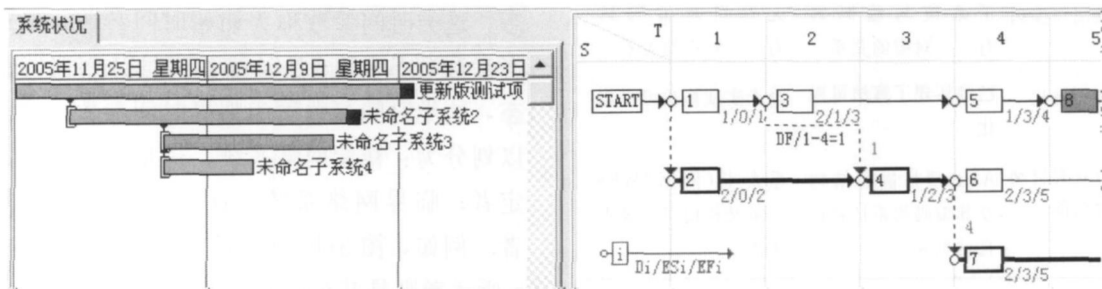 系统状况
2005年11月25日 星期四 2005年12月9日 星期四 2005年12月23日
更新版测试项
未命名子系统2
未命名子系统3
未命名子系统4
S T 1 2 3 4 5
START 1 3 5 8
1/0/1 2/1/3 1/3/4
DF/1-4=1 1
2 4 6
2/0/2 1/2/3 2/3/5
4
i 7
Di/ESi/EFi 2/3/5